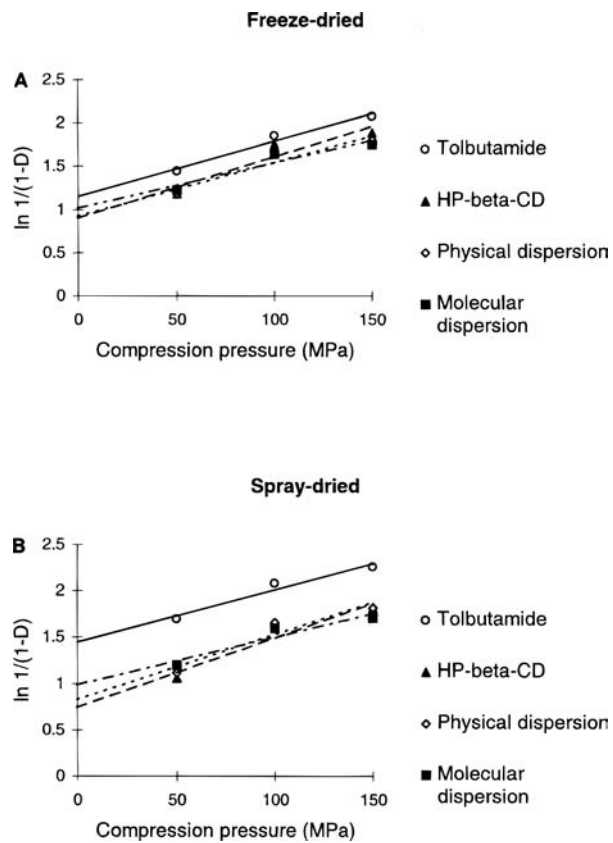 Freeze-dried
A
ln 1/(1-D)
2.5
2
1.5
1
0.5
0
0
50
100
150
Compression pressure (MPa)
Tolbutamide
HP-beta-CD
Physical dispersion
Molecular
dispersion
Spray-dried
B
ln 1/(1-D)
2.5
2
1.5
1
0.5
0
0
50
100
150
Compression pressure (MPa)
Tolbutamide
HP-beta-CD
Physical dispersion
Molecular
dispersion